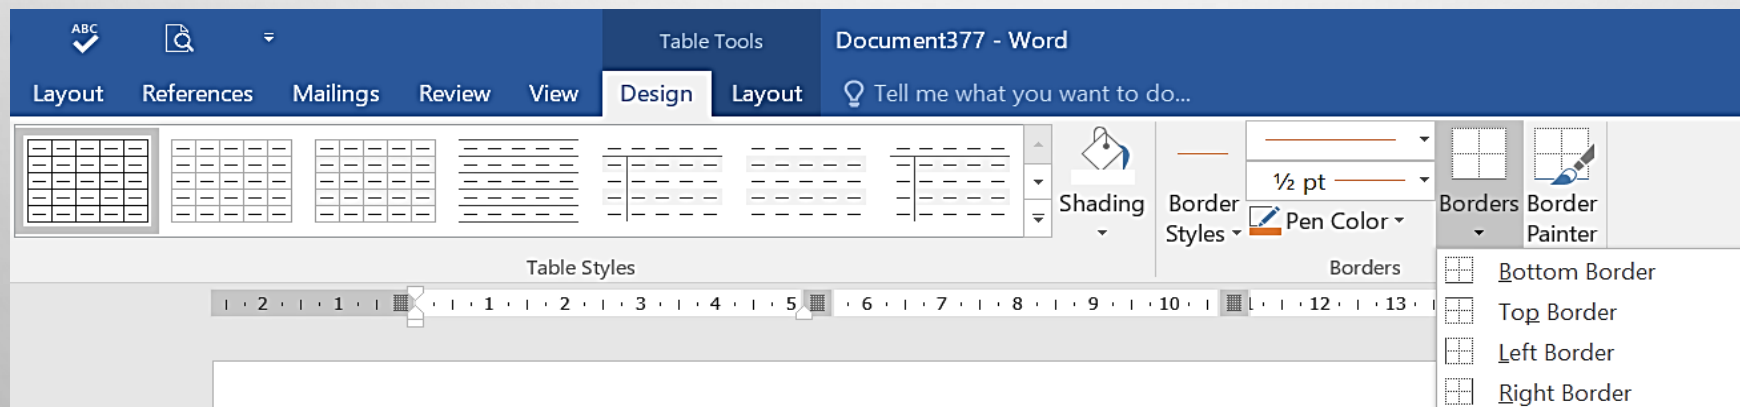 ABC
Table Tools
Document377 - Word
Layout References Mailings Review View Design Layout Tell me what you want to do...
½ pt
Shading
Border Styles
Pen Color
Borders
Border Painter
Table Styles
Borders
2 1 1 2 3 4 5 6 7 8 9 10 12 13
Bottom Border
Top Border
Left Border
Right Border